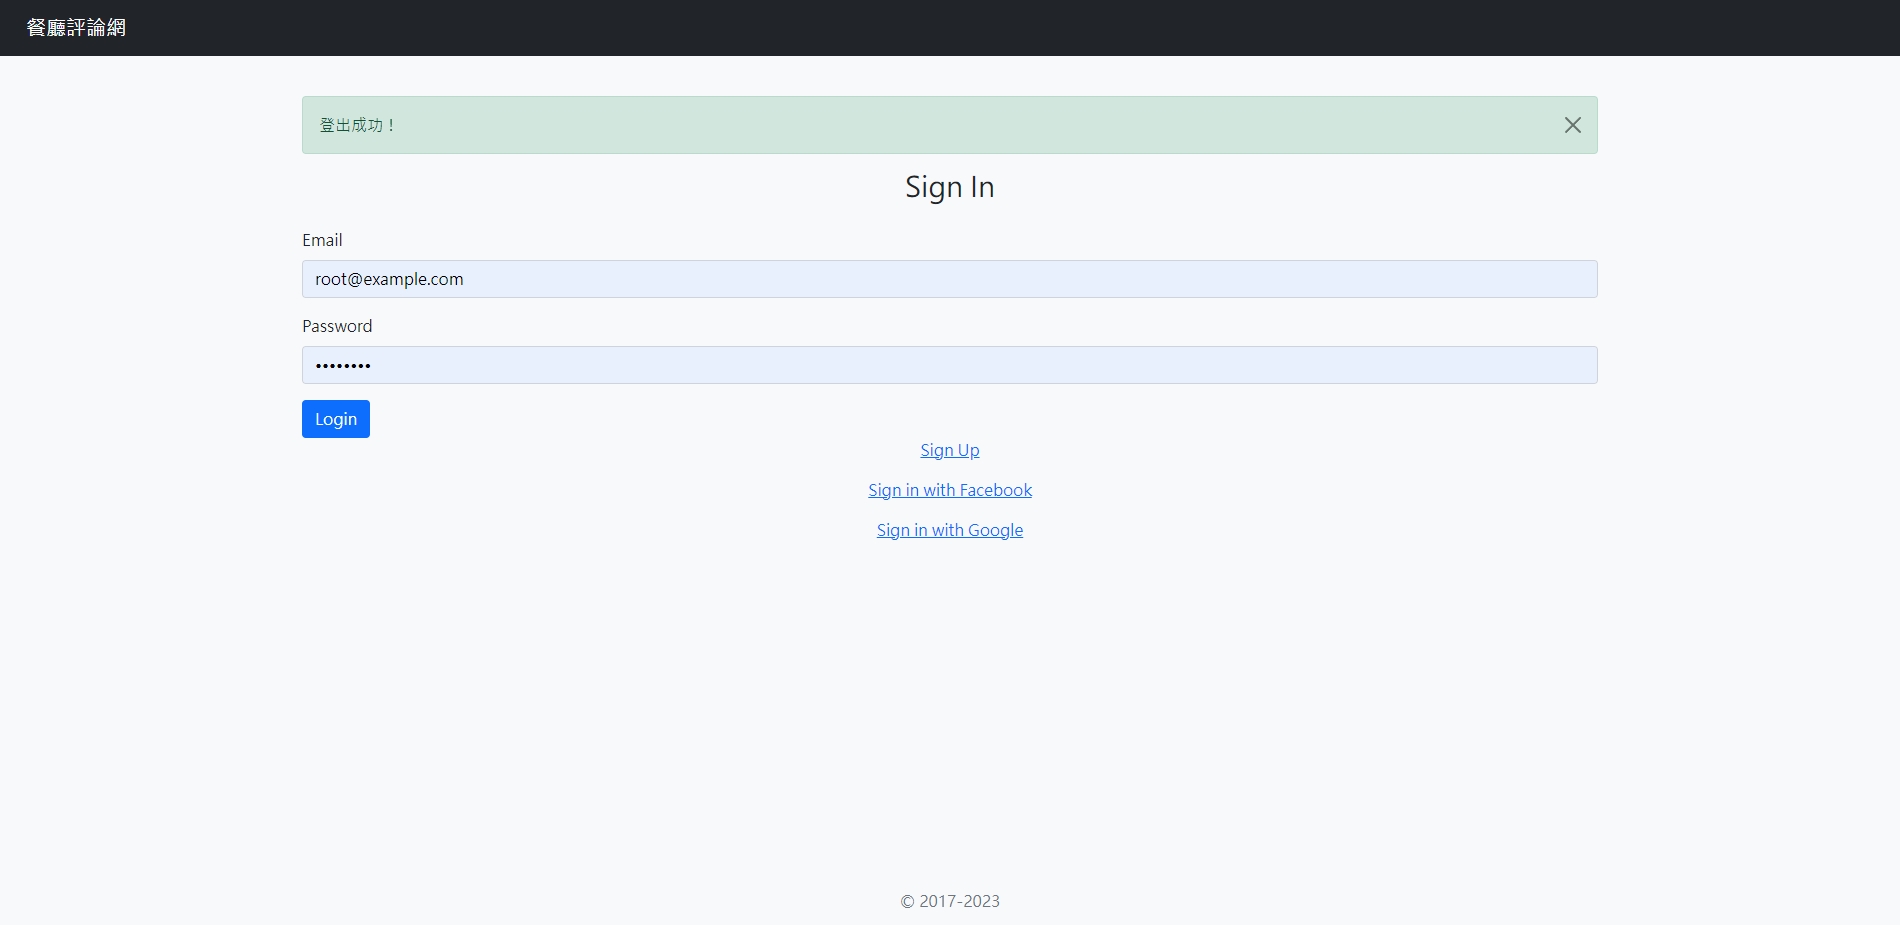 餐廳評論網
登出成功！
Sign In
Email
root@example.com
Password
••••••••
Login
Sign Up
Sign in with Facebook
Sign in with Google
© 2017-2023